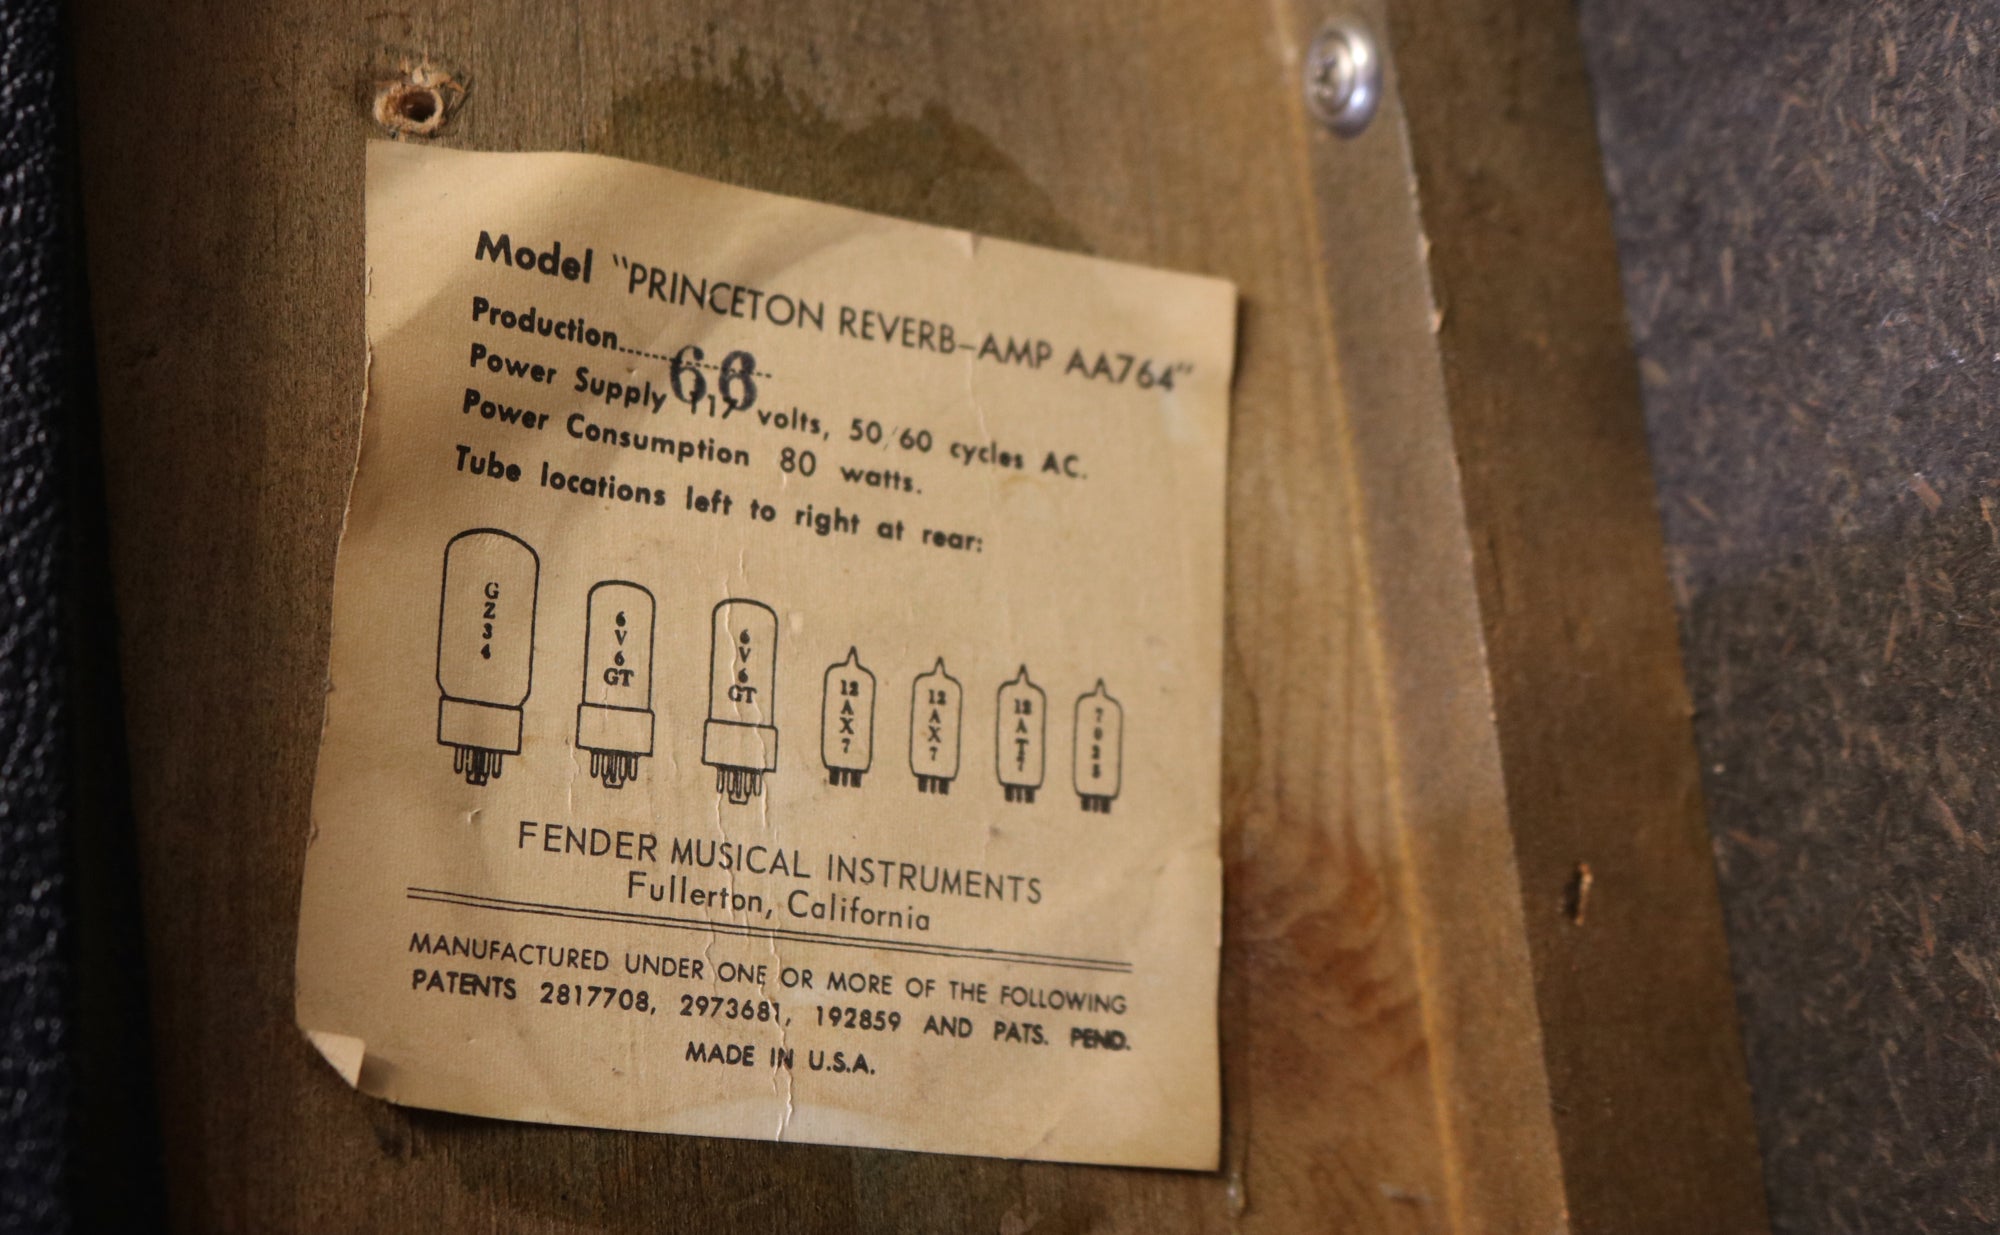 Model "PRINCETON REVERB-AMP AA764"
Production............
66
Power Supply 117 volts, 50/60 cycles AC.
Power Consumption 80 watts.
Tube locations left to right at rear:
GZ34
6V6GT
6V6GT
12AX7
12AX7
12AT7
7025
FENDER MUSICAL INSTRUMENTS
Fullerton, California
MANUFACTURED UNDER ONE OR MORE OF THE FOLLOWING
PATENTS 2817708, 2973681, 192859 AND PATS. PEND.
MADE IN U.S.A.